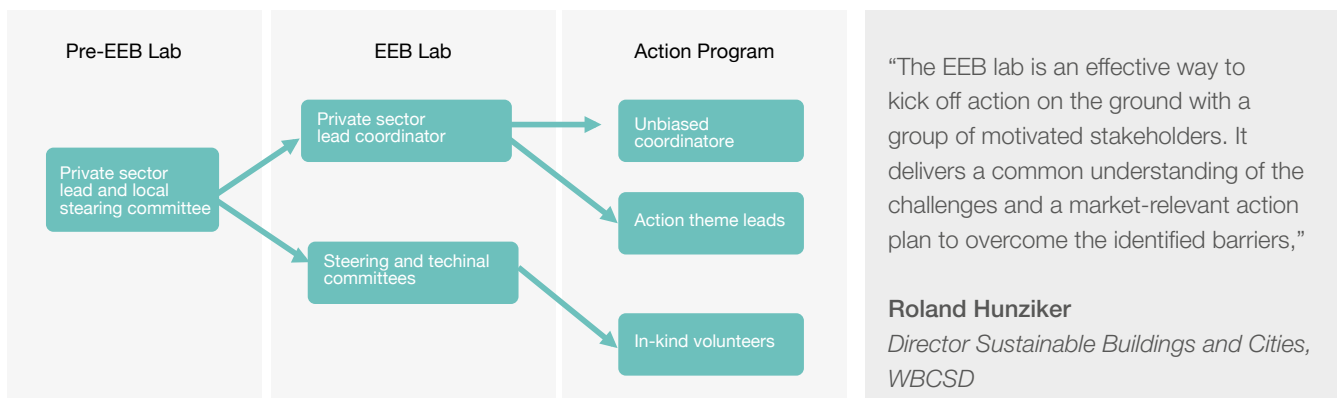 Pre-EEB Lab
EEB Lab
Action Program
Private sector
lead and local
stearing committee
Private sector
lead coordinator
Steering and techinal
committees
Unbiased
coordinatore
Action theme leads
In-kind volunteers
“The EEB lab is an effective way to
kick off action on the ground with a
group of motivated stakeholders. It
delivers a common understanding of the
challenges and a market-relevant action
plan to overcome the identified barriers,”
Roland Hunziker
Director Sustainable Buildings and Cities,
WBCSD